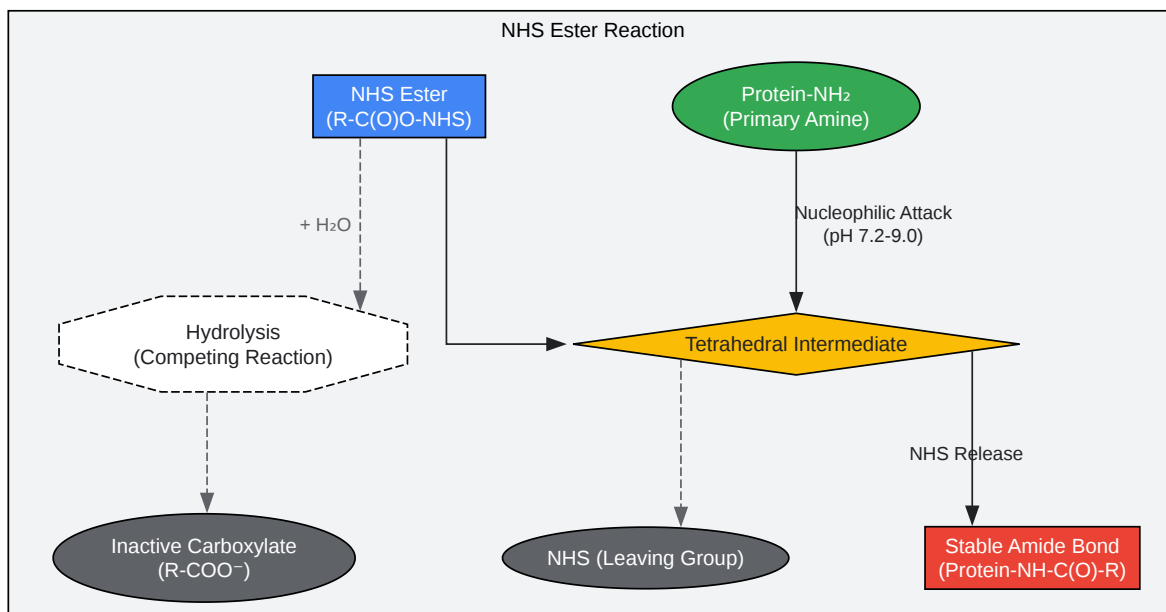 NHS Ester Reaction
NHS Ester
(R-C(O)O-NHS)
Protein-NH₂
(Primary Amine)
+ H₂O
Nucleophilic Attack
(pH 7.2-9.0)
Hydrolysis
(Competing Reaction)
Tetrahedral Intermediate
NHS Release
Inactive Carboxylate
(R-COO⁻)
NHS (Leaving Group)
Stable Amide Bond
(Protein-NH-C(O)-R)